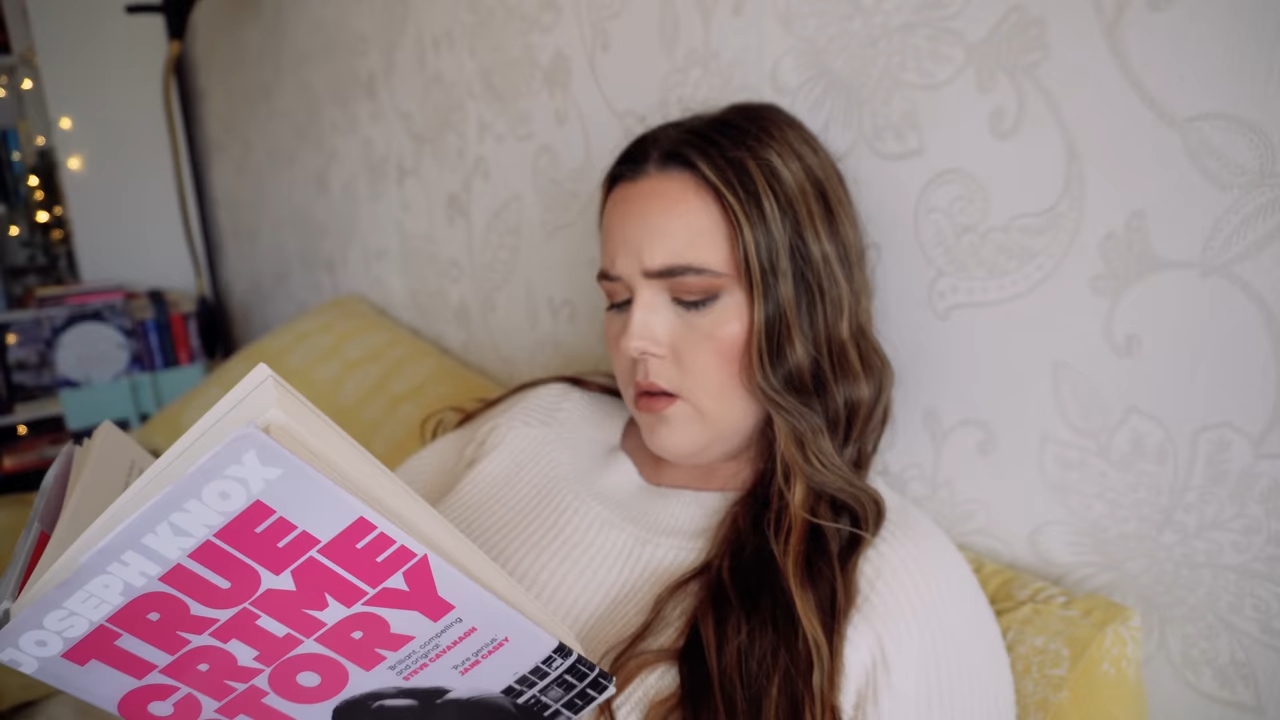 JOSEPH KNOX
TRUE
CRIME
STORY
'Brilliant, compelling
and original'
STEVE CAVANAGH
'Pure genius'
JANE CASEY